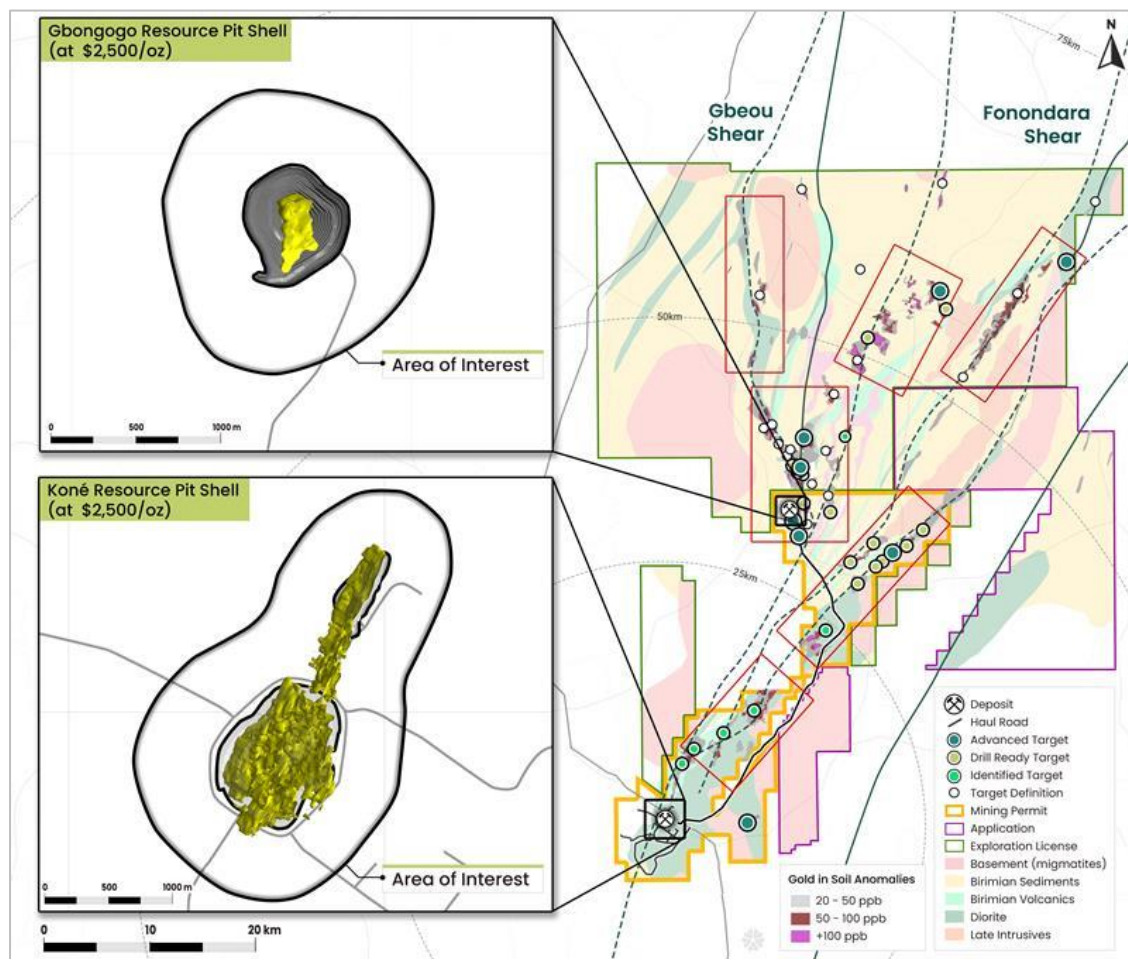 Gbongogo Resource Pit Shell
(at $2,500/oz)
Area of Interest
0 500 1000 m
Koné Resource Pit Shell
(at $2,500/oz)
Area of Interest
0 500 1000 m
0 10 20 km
N
75km
Gbeou
Shear
Fonondara
Shear
50km
25km
Gold in Soil Anomalies
20 - 50 ppb
50 - 100 ppb
+100 ppb
Deposit
Haul Road
Advanced Target
Drill Ready Target
Identified Target
Target Definition
Mining Permit
Application
Exploration License
Basement (migmatites)
Birimian Sediments
Birimian Volcanics
Diorite
Late Intrusives